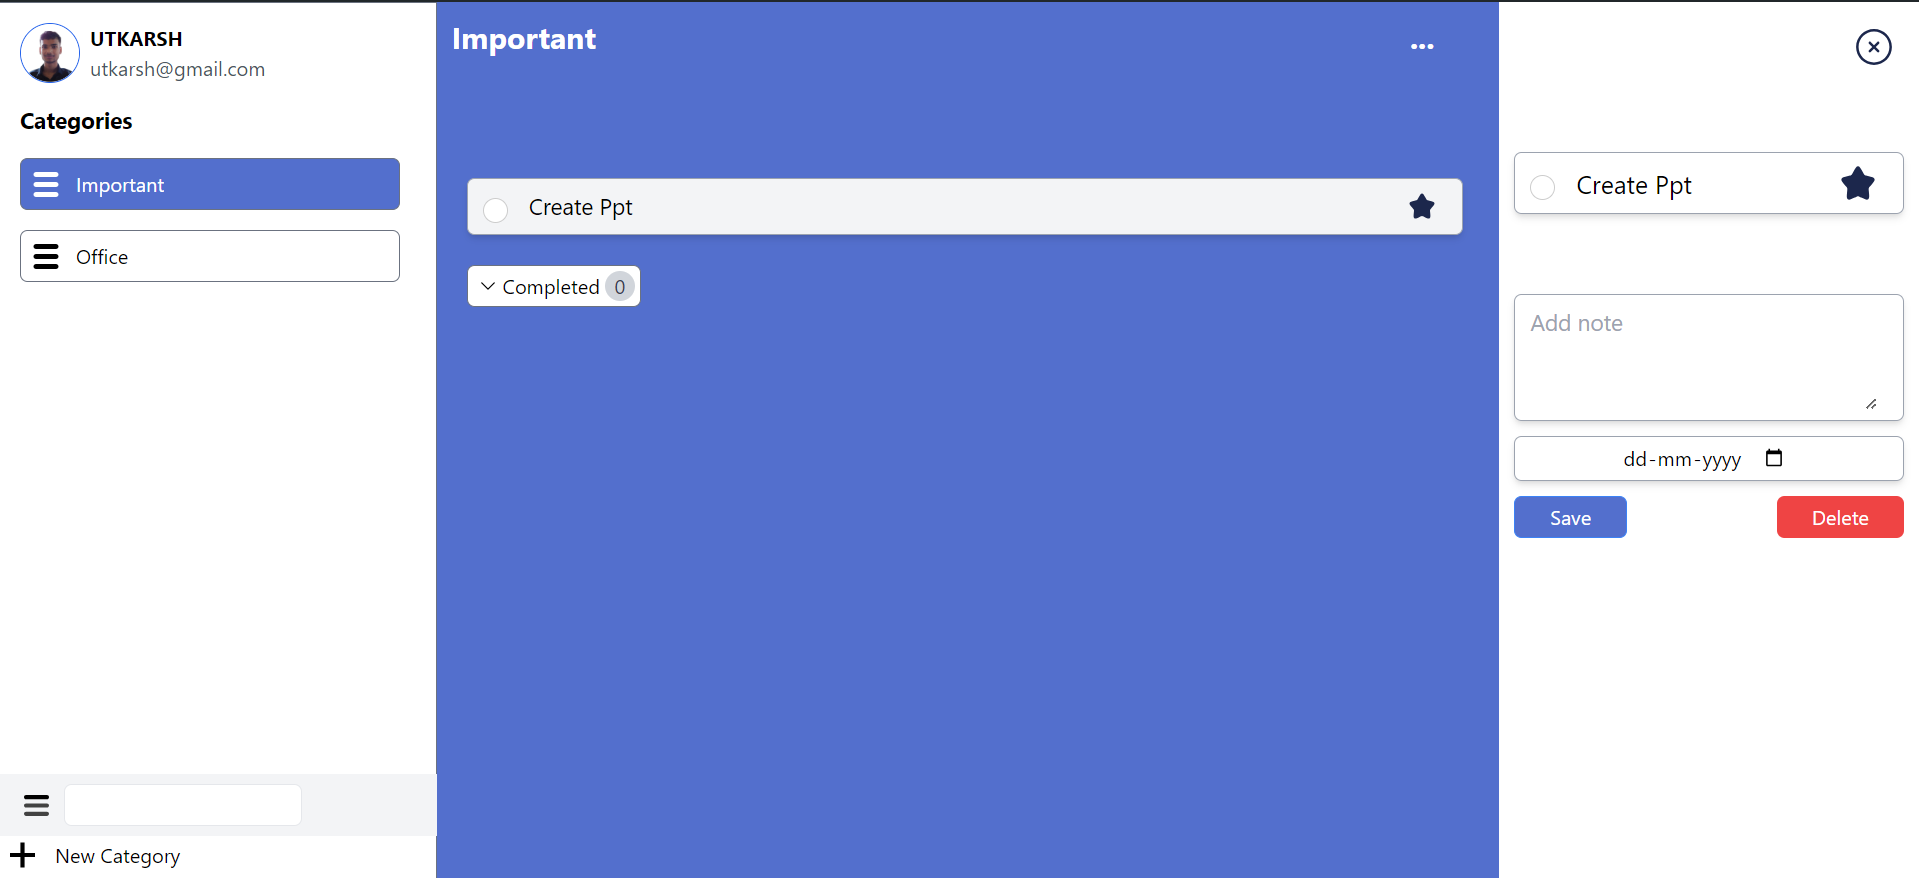 UTKARSH
utkarsh@gmail.com
Categories
Important
Office
New Category
Important
Create Ppt
Completed 0
Create Ppt
Add note
dd-mm-yyyy
Save
Delete